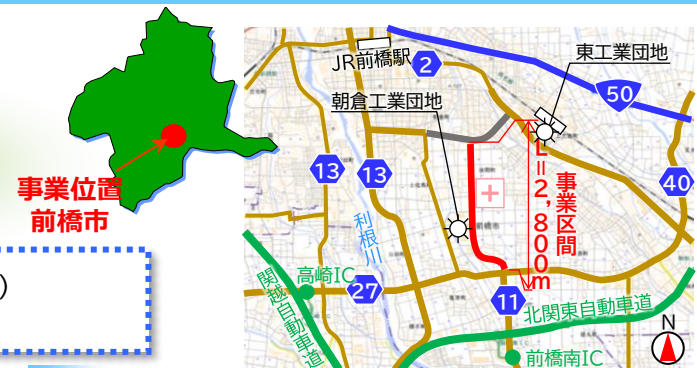 事業位置
前橋市
)
JR前橋駅
2
東工業団地
50
朝倉工業団地
13
13
40
利根川
前橋市
事業区間
L=2,800m
高崎IC
27
関越自動車道
11
北関東自動車道
前橋南IC
N